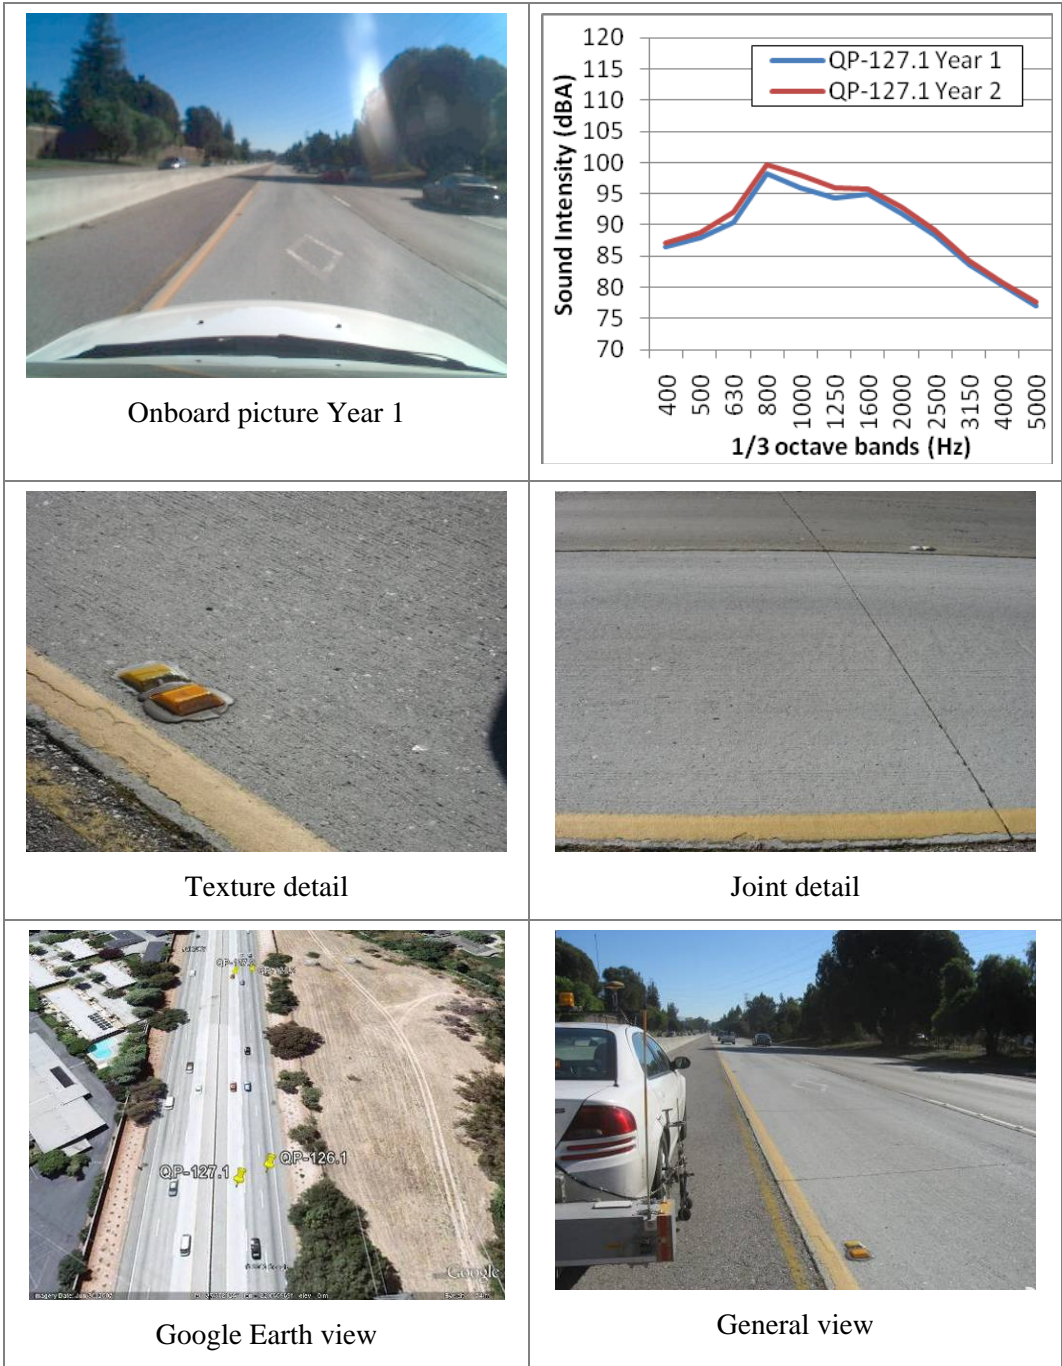 120
115
110
105
100
95
90
85
80
75
70
Sound Intensity (dBA)
QP-127.1 Year 1
QP-127.1 Year 2
400
500
630
800
1000
1250
1600
2000
2500
3150
4000
5000
1/3 octave bands (Hz)
Onboard picture Year 1
Texture detail
Joint detail
QP-127.1
QP-126.1
Google
Google Earth view
General view